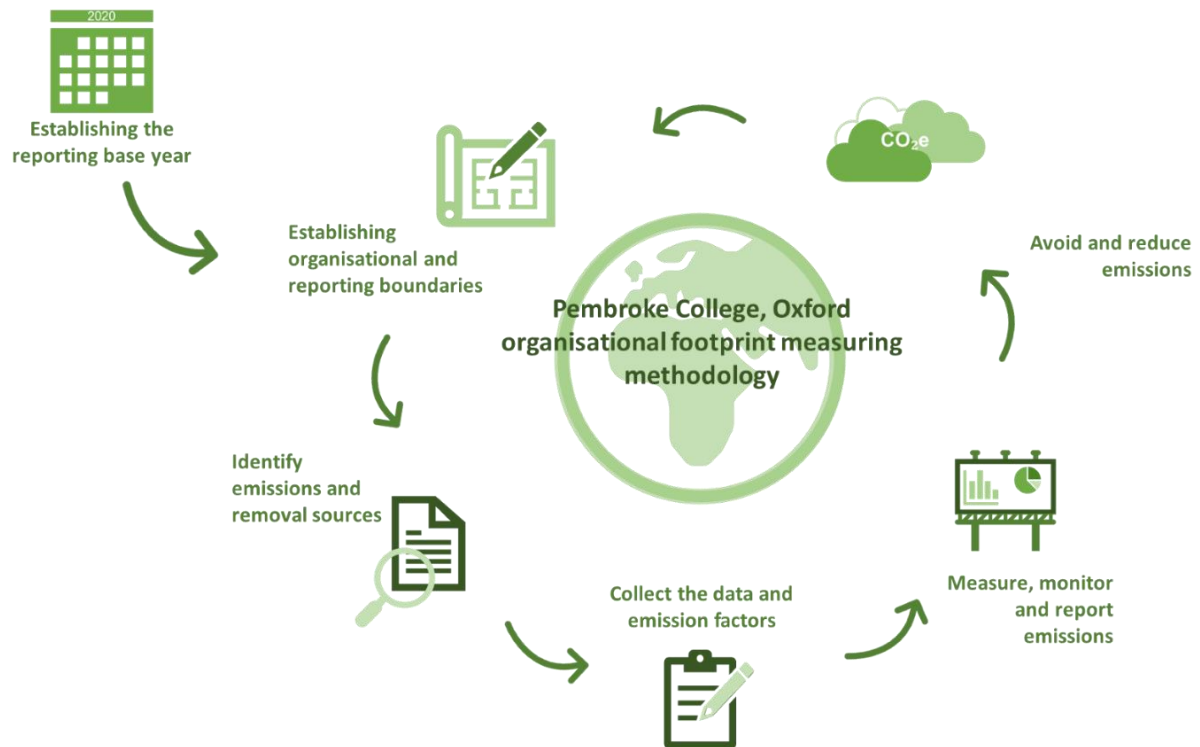 2020
Establishing the
reporting base year
CO₂e
Establishing
organisational and
reporting boundaries
Avoid and reduce
emissions
Pembroke College, Oxford
organisational footprint measuring
methodology
Identify
emissions and
removal sources
Collect the data and
emission factors
Measure, monitor
and report
emissions